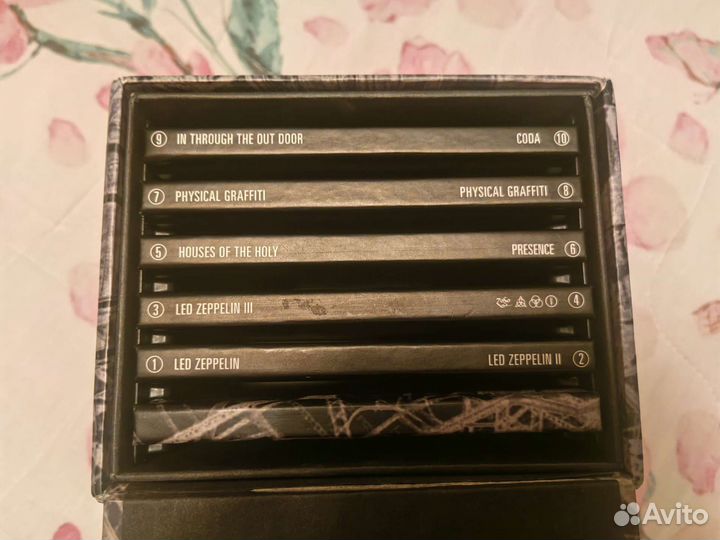 ⑨ IN THROUGH THE OUT DOOR CODA ⑩
⑦ PHYSICAL GRAFFITI PHYSICAL GRAFFITI ⑧
⑤ HOUSES OF THE HOLY PRESENCE ⑥
③ LED ZEPPELIN III ④
① LED ZEPPELIN LED ZEPPELIN II ②
Avito